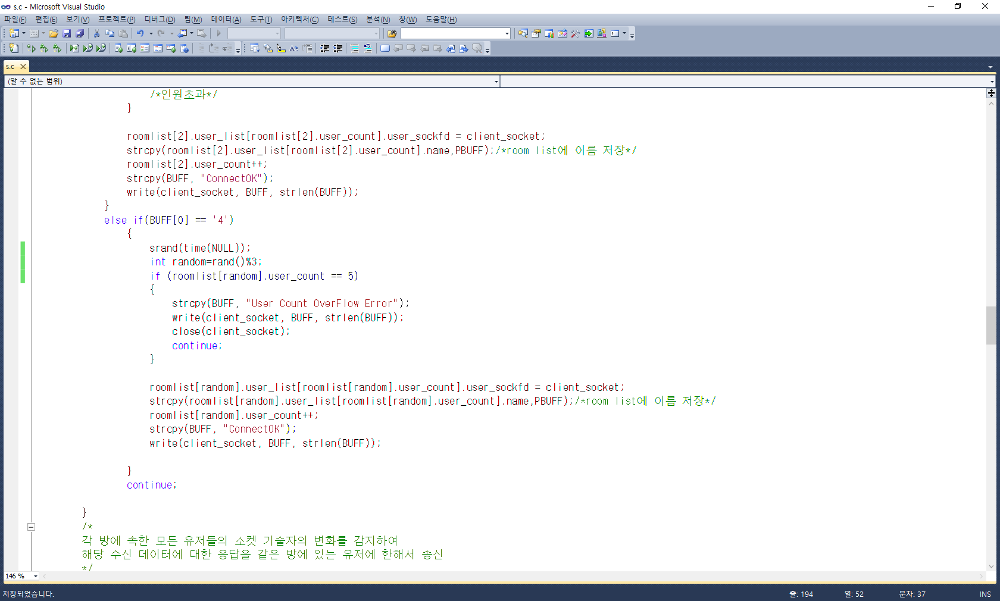 s.c - Microsoft Visual Studio
파일(F) 편집(E) 보기(V) 프로젝트(P) 디버그(D) 팀(M) 데이터(A) 도구(T) 아키텍처(C) 테스트(S) 분석(N) 창(W) 도움말(H)
s.c
(알 수 없는 범위)
/*인원초과*/
}
roomlist[2].user_list[roomlist[2].user_count].user_sockfd = client_socket;
strcpy(roomlist[2].user_list[roomlist[2].user_count].name,PBUFF);/*room list에 이름 저장*/
roomlist[2].user_count++;
strcpy(BUFF, "ConnectOK");
write(client_socket, BUFF, strlen(BUFF));
}
else if(BUFF[0] == '4')
{
srand(time(NULL));
int random=rand()%3;
if (roomlist[random].user_count == 5)
{
strcpy(BUFF, "User Count OverFlow Error");
write(client_socket, BUFF, strlen(BUFF));
close(client_socket);
continue;
}
roomlist[random].user_list[roomlist[random].user_count].user_sockfd = client_socket;
strcpy(roomlist[random].user_list[roomlist[random].user_count].name,PBUFF);/*room list에 이름 저장*/
roomlist[random].user_count++;
strcpy(BUFF, "ConnectOK");
write(client_socket, BUFF, strlen(BUFF));
}
continue;
}
/*
각 방에 속한 모든 유저들의 소켓 기술자의 변화를 감지하여
해당 수신 데이터에 대한 응답을 같은 방에 있는 유저에 한해서 송신
*/
146 %
저장되었습니다. 줄: 194 열: 52 문자: 37 INS